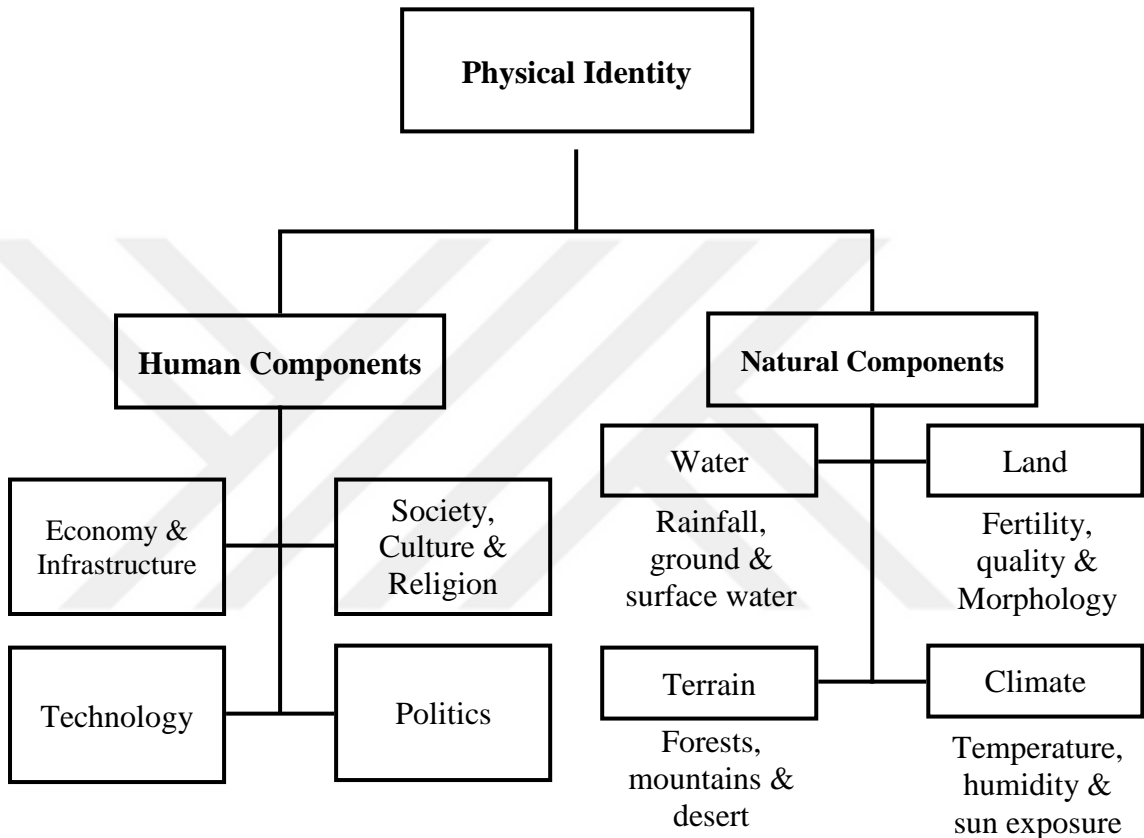 Physical Identity
Human Components
Natural Components
Economy &
Infrastructure
Society,
Culture &
Religion
Technology
Politics
Water
Rainfall,
ground &
surface water
Land
Fertility,
quality &
Morphology
Terrain
Forests,
mountains &
desert
Climate
Temperature,
humidity &
sun exposure